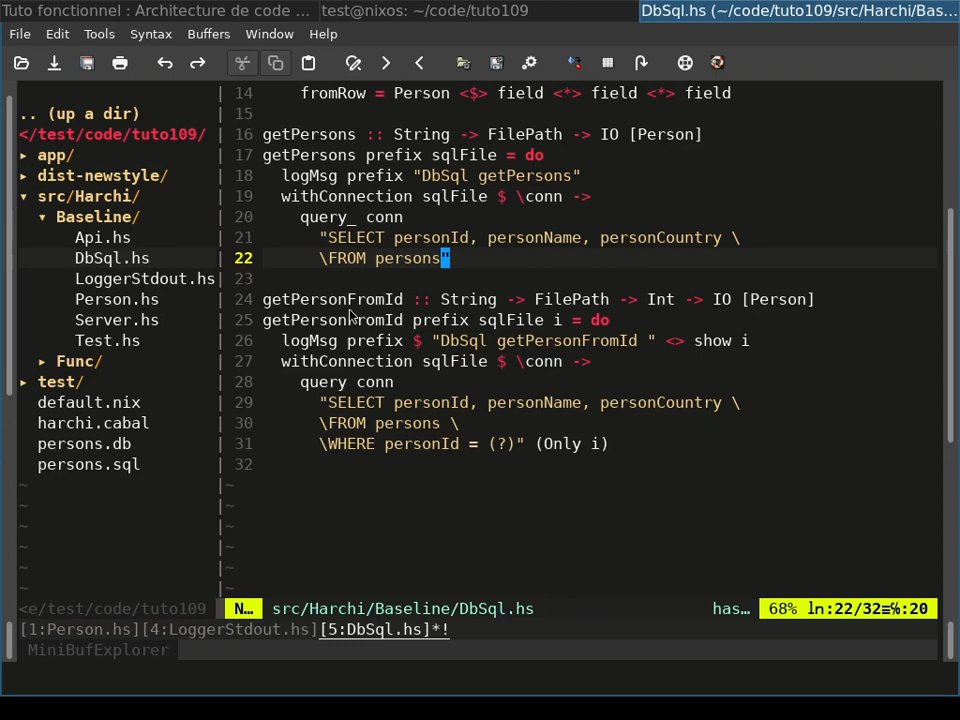 Tuto fonctionnel : Architecture de code ...
test@nixos: ~/code/tuto109
DbSql.hs (~/code/tuto109/src/Harchi/Bas...
File Edit Tools Syntax Buffers Window Help
.. (up a dir)
</test/code/tuto109/
▸ app/
▸ dist-newstyle/
▾ src/Harchi/
▾ Baseline/
Api.hs
DbSql.hs
LoggerStdout.hs
Person.hs
Server.hs
Test.hs
▸ Func/
▸ test/
default.nix
harchi.cabal
persons.db
persons.sql
~
~
~
~
~
~
14     fromRow = Person <$> field <*> field <*> field
15
16 getPersons :: String -> FilePath -> IO [Person]
17 getPersons prefix sqlFile = do
18   logMsg prefix "DbSql getPersons"
19   withConnection sqlFile $ \conn ->
20     query_ conn
21       "SELECT personId, personName, personCountry \
22       \FROM persons"
23
24 getPersonFromId :: String -> FilePath -> Int -> IO [Person]
25 getPersonFromId prefix sqlFile i = do
26   logMsg prefix $ "DbSql getPersonFromId " <> show i
27   withConnection sqlFile $ \conn ->
28     query conn
29       "SELECT personId, personName, personCountry \
30       \FROM persons \
31       \WHERE personId = (?)" (Only i)
32
~
~
~
~
~
~
<e/test/code/tuto109
N... src/Harchi/Baseline/DbSql.hs has... 68% ln:22/32≡%:20
[1:Person.hs][4:LoggerStdout.hs][5:DbSql.hs]*!
MiniBufExplorer